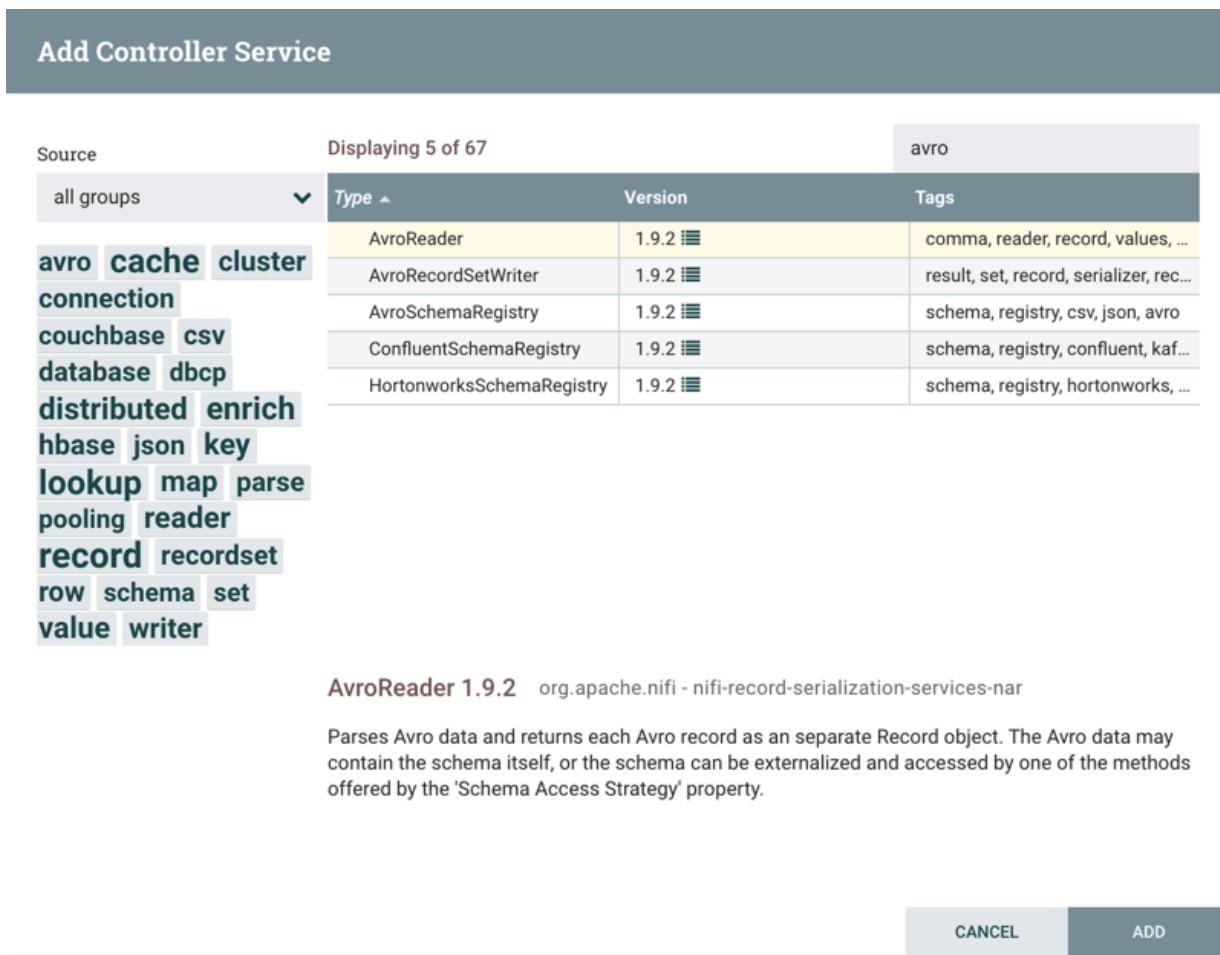 Add Controller Service
Source
Displaying 5 of 67
avro
all groups
Type Version Tags
AvroReader 1.9.2 comma, reader, record, values, ...
AvroRecordSetWriter 1.9.2 result, set, record, serializer, rec...
AvroSchemaRegistry 1.9.2 schema, registry, csv, json, avro
ConfluentSchemaRegistry 1.9.2 schema, registry, confluent, kaf...
HortonworksSchemaRegistry 1.9.2 schema, registry, hortonworks, ...
avro cache cluster
connection
couchbase csv
database dbcp
distributed enrich
hbase json key
lookup map parse
pooling reader
record recordset
row schema set
value writer
AvroReader 1.9.2 org.apache.nifi - nifi-record-serialization-services-nar
Parses Avro data and returns each Avro record as an separate Record object. The Avro data may
contain the schema itself, or the schema can be externalized and accessed by one of the methods
offered by the 'Schema Access Strategy' property.
CANCEL ADD